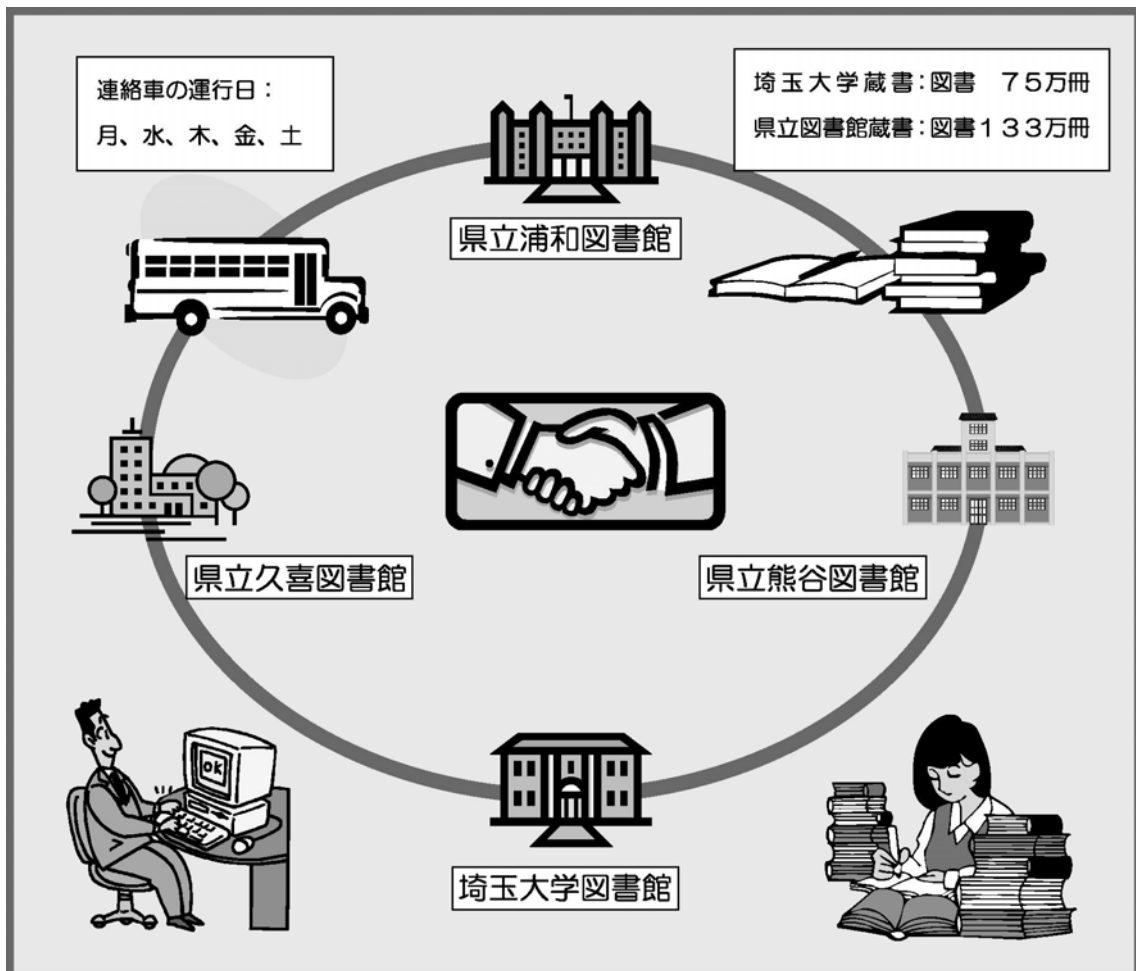 連絡車の運行日：
月、水、木、金、土
埼玉大学蔵書：図書　７５万冊
県立図書館蔵書：図書１３３万冊
県立浦和図書館
県立久喜図書館
県立熊谷図書館
OK
埼玉大学図書館